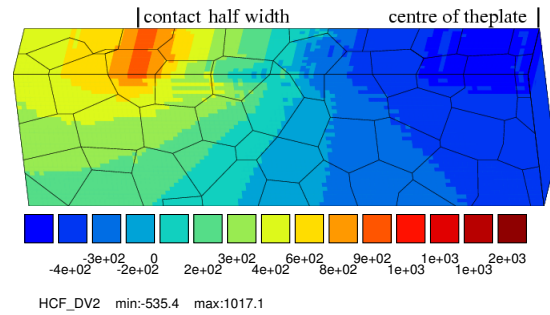 contact half width centre of theplate
-3e+02 0 3e+02 6e+02 9e+02 1e+03 2e+03
-4e+02 -2e+02 2e+02 4e+02 8e+02 1e+03 1e+03
HCF_DV2 min:-535.4 max:1017.1